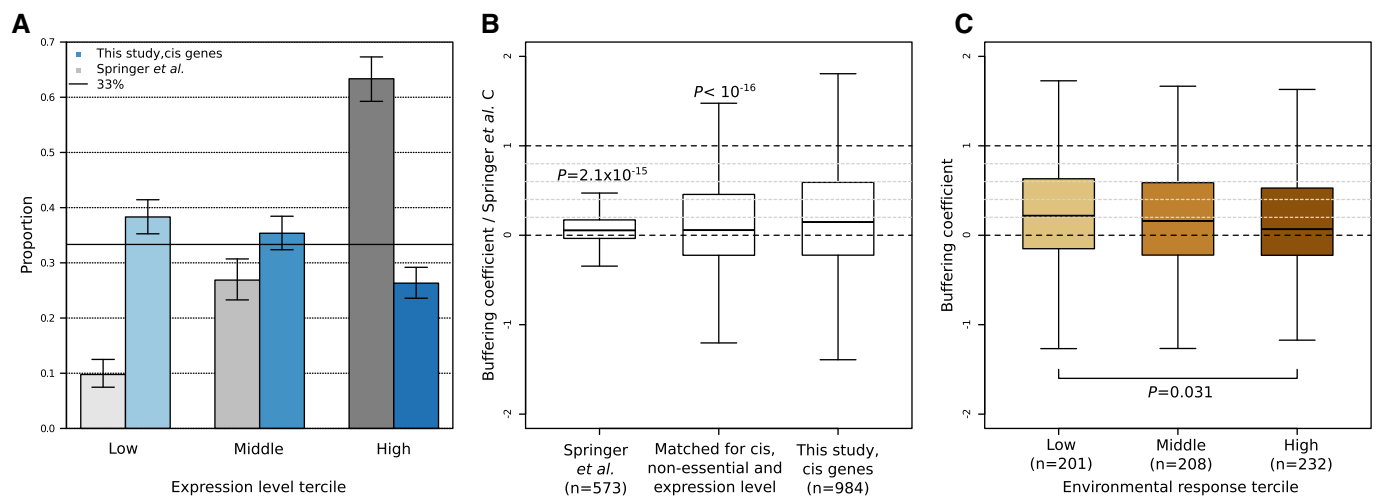 A
0.7
0.6
0.5
0.4
0.3
0.2
0.1
0.0
Proportion
This study,cis genes
Springer et al.
33%
Low
Middle
High
Expression level tercile
B
2
1
0
-1
-2
Buffering coefficient / Springer et al. C
P=2.1x10-15
P< 10-16
Springer
et al.
(n=573)
Matched for cis,
non-essential and
expression level
This study,
cis genes
(n=984)
C
2
1
0
-1
-2
Buffering coefficient
P=0.031
Low
(n=201)
Middle
(n=208)
High
(n=232)
Environmental response tercile